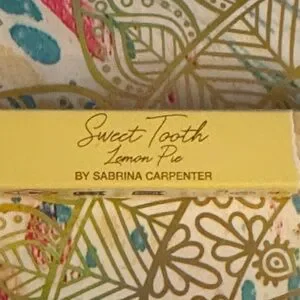 Sweet Tooth
Lemon Pie
BY SABRINA CARPENTER